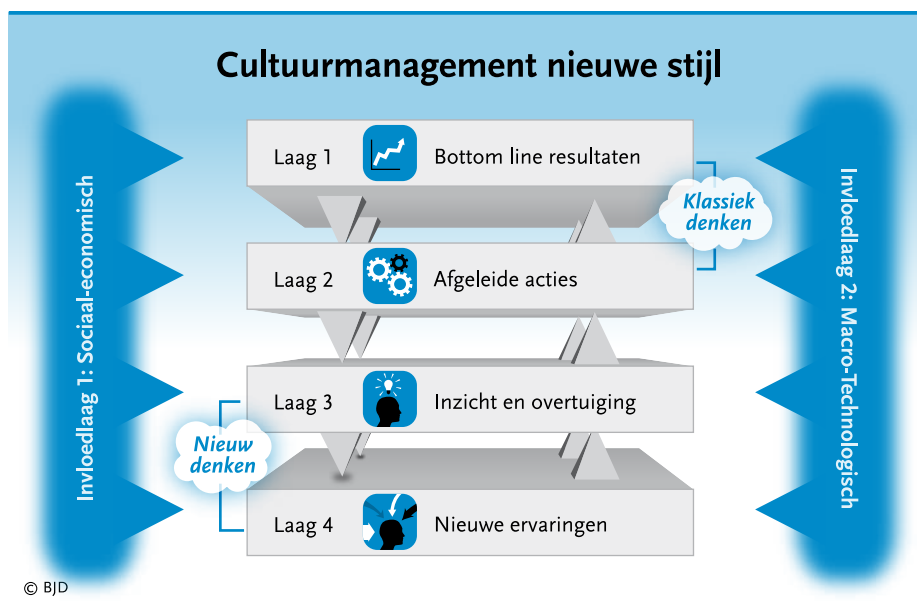 Cultuurmanagement nieuwe stijl
Invloedlaag 1: Sociaal-economisch
Laag 1 Bottom line resultaten
Klassiek
denken
Laag 2 Afgeleide acties
Laag 3 Inzicht en overtuiging
Nieuw
denken
Laag 4 Nieuwe ervaringen
Invloedlaag 2: Macro-Technologisch
© BJD